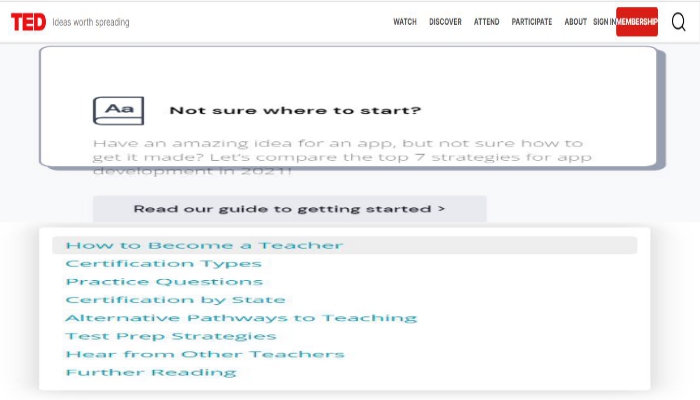 TED Ideas worth spreading WATCH DISCOVER ATTEND PARTICIPATE ABOUT SIGN IN MEMBERSHIP
Aa Not sure where to start?
Have an amazing idea for an app, but not sure how to
get it made? Let's compare the top 7 strategies for app
development in 2021!
Read our guide to getting started >
How to Become a Teacher
Certification Types
Practice Questions
Certification by State
Alternative Pathways to Teaching
Test Prep Strategies
Hear from Other Teachers
Further Reading